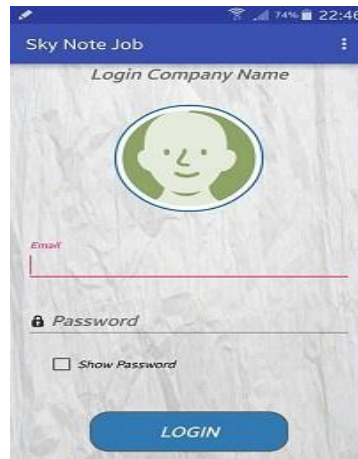 74% 22:46
Sky Note Job
Login Company Name
Email
Password
Show Password
LOGIN